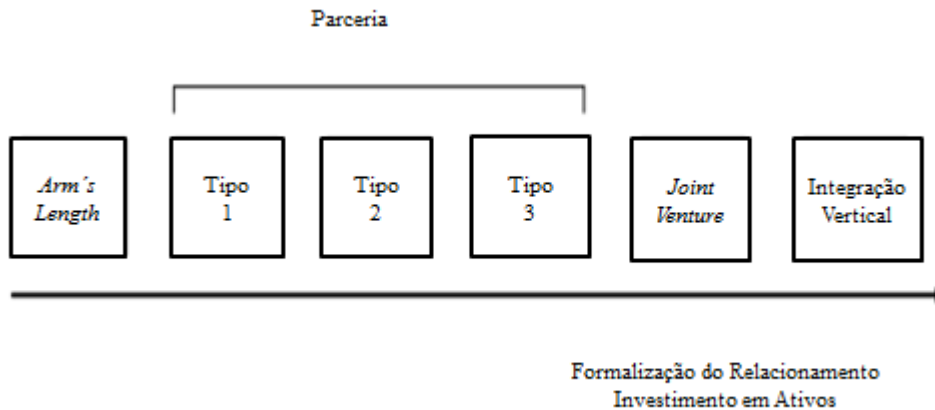 Parceria
Arm´s
Length
Tipo
1
Tipo
2
Tipo
3
Joint
Venture
Integração
Vertical
Formalização do Relacionamento
Investimento em Ativos